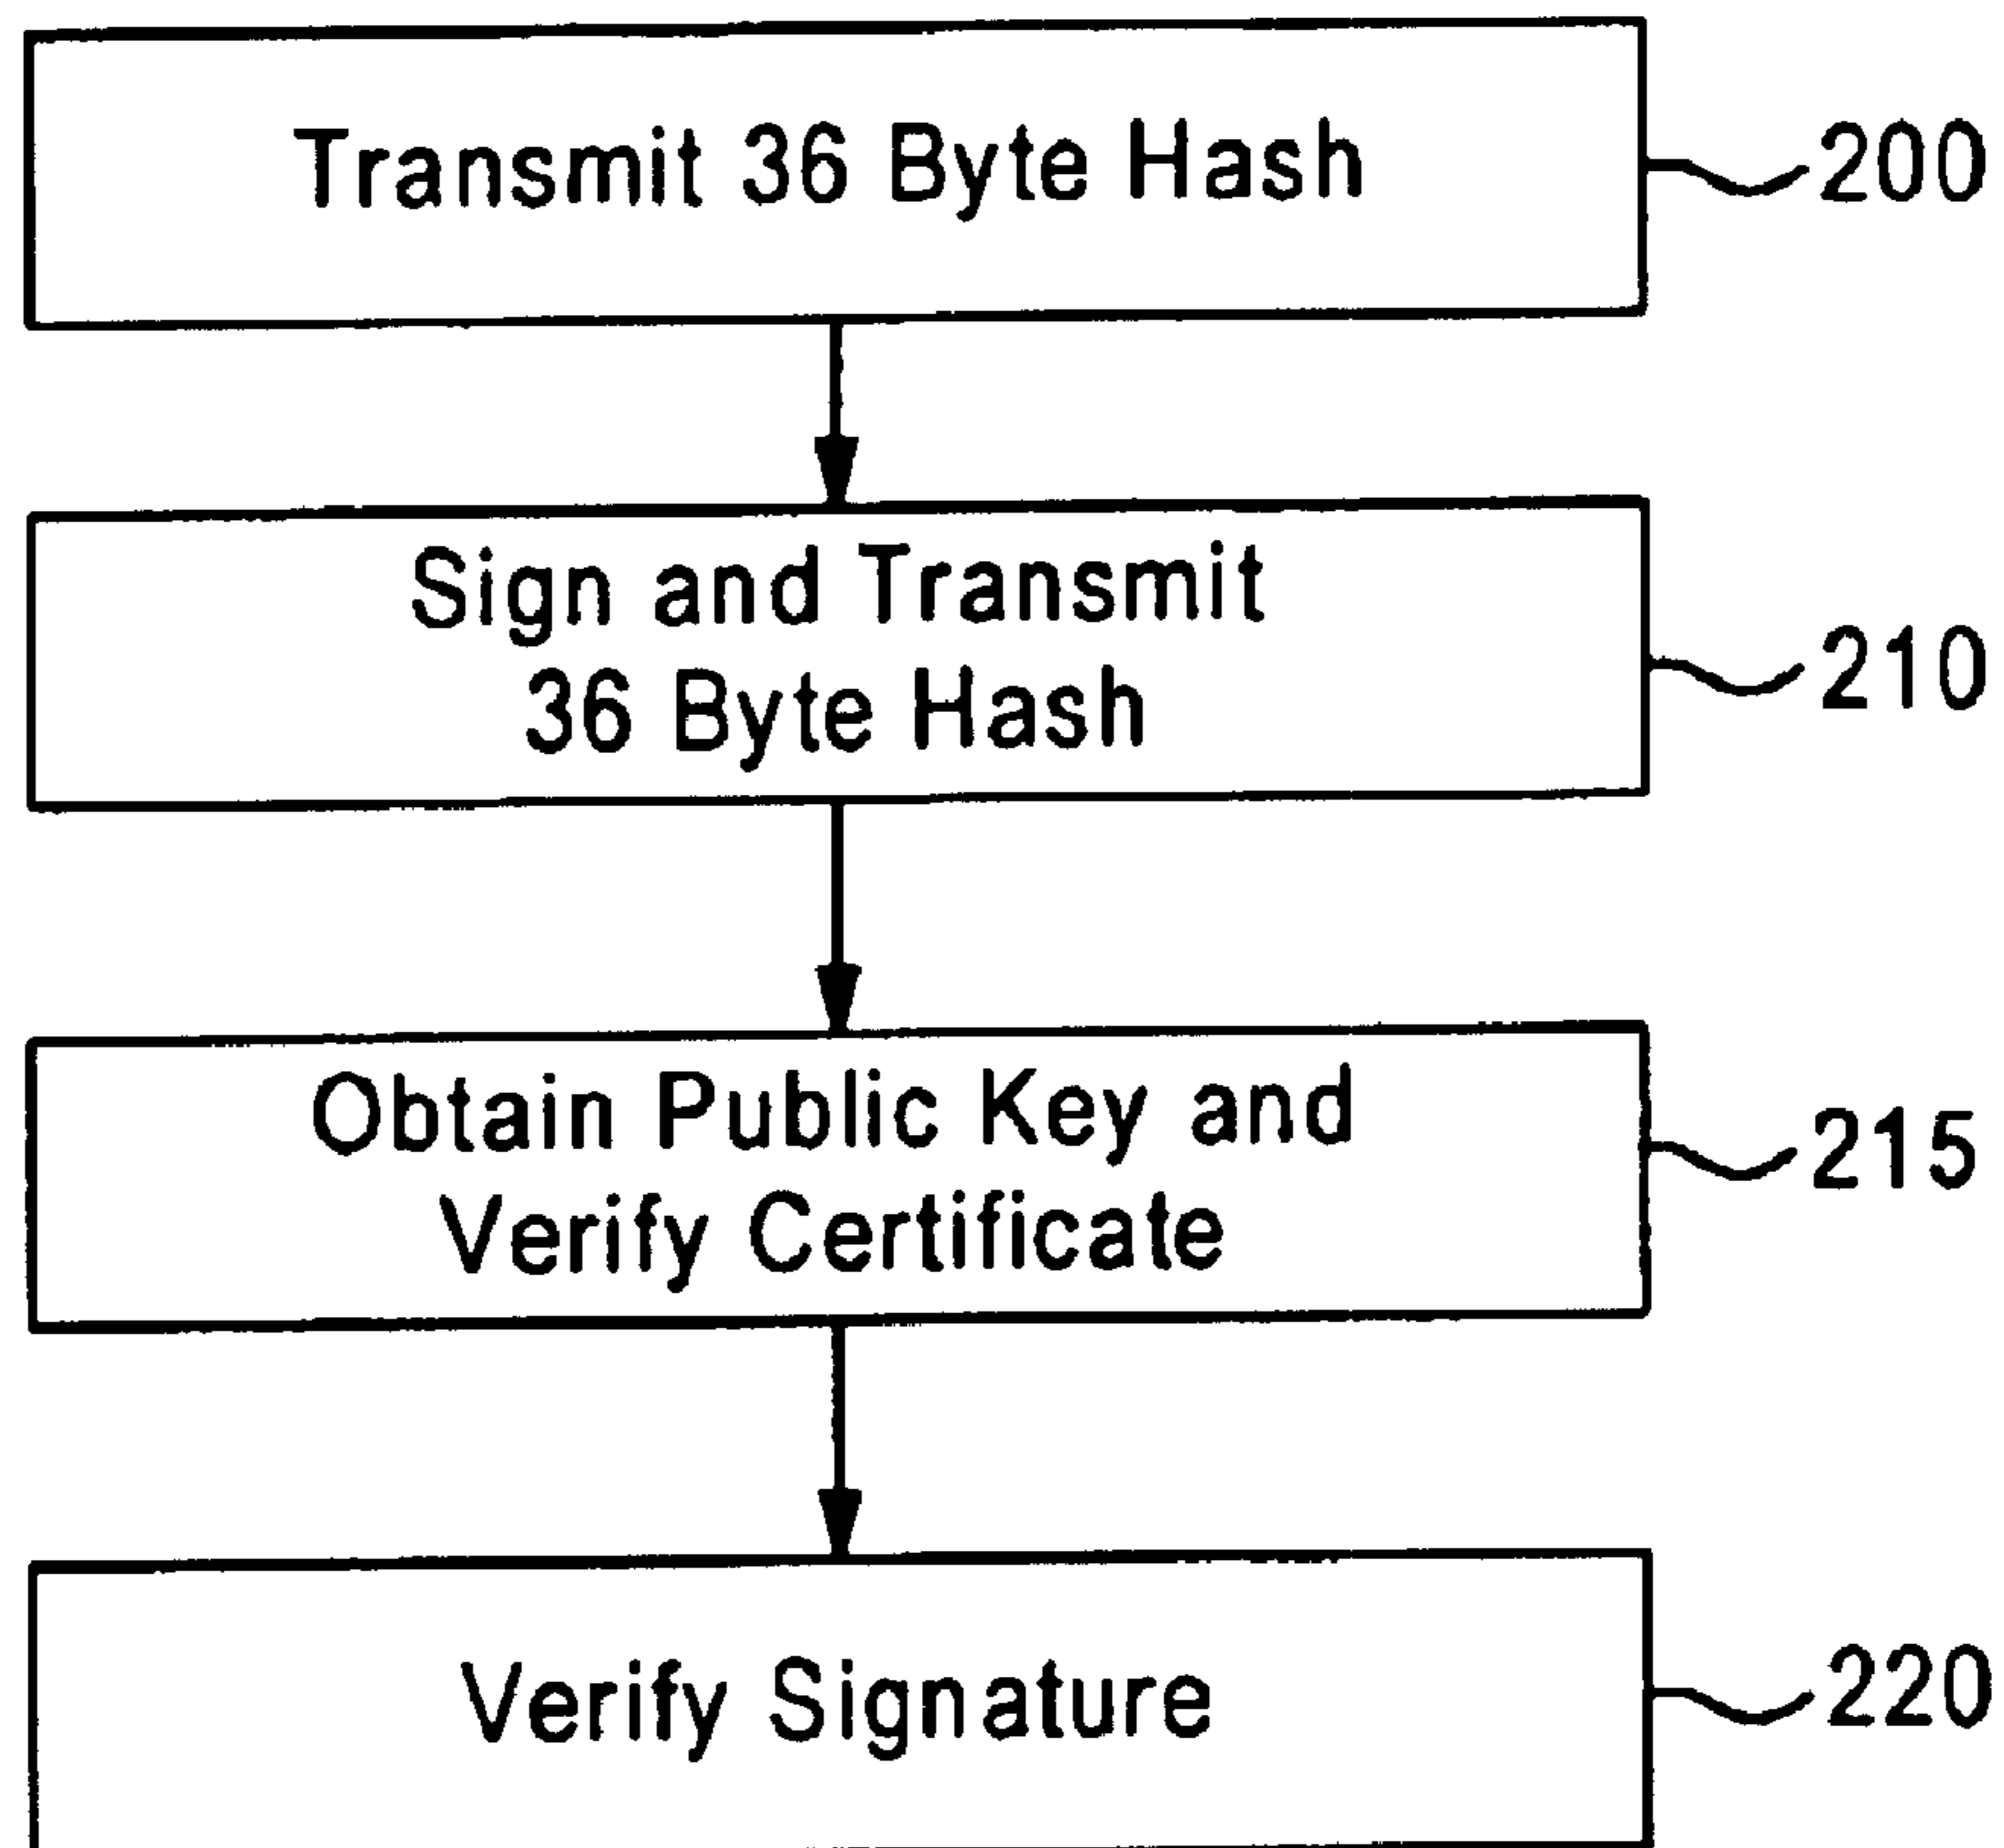 Transmit 36 Byte Hash
200
Sign and Transmit
36 Byte Hash
210
Obtain Public Key and
Verify Certificate
215
Verify Signature
220